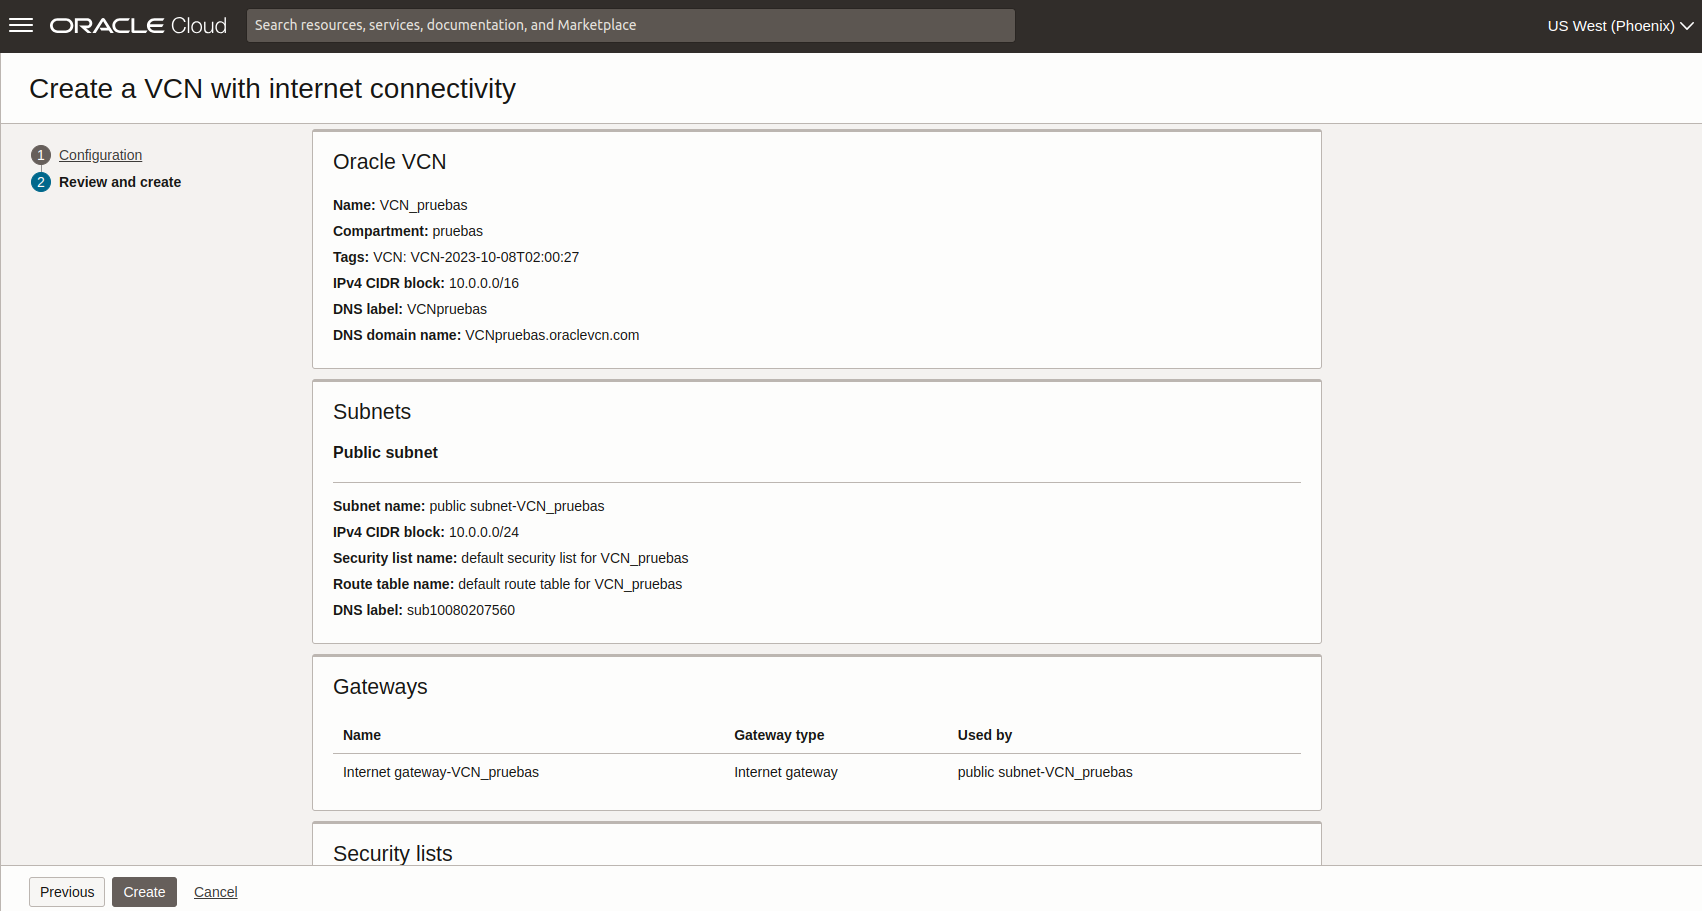 ORACLE Cloud
Search resources, services, documentation, and Marketplace
US West (Phoenix)
Create a VCN with internet connectivity
1 Configuration
2 Review and create
Oracle VCN
Name: VCN_pruebas
Compartment: pruebas
Tags: VCN: VCN-2023-10-08T02:00:27
IPv4 CIDR block: 10.0.0.0/16
DNS label: VCNpruebas
DNS domain name: VCNpruebas.oraclevcn.com
Subnets
Public subnet
Subnet name: public subnet-VCN_pruebas
IPv4 CIDR block: 10.0.0.0/24
Security list name: default security list for VCN_pruebas
Route table name: default route table for VCN_pruebas
DNS label: sub10080207560
Gateways
Name Gateway type Used by
Internet gateway-VCN_pruebas Internet gateway public subnet-VCN_pruebas
Security lists
Previous Create Cancel